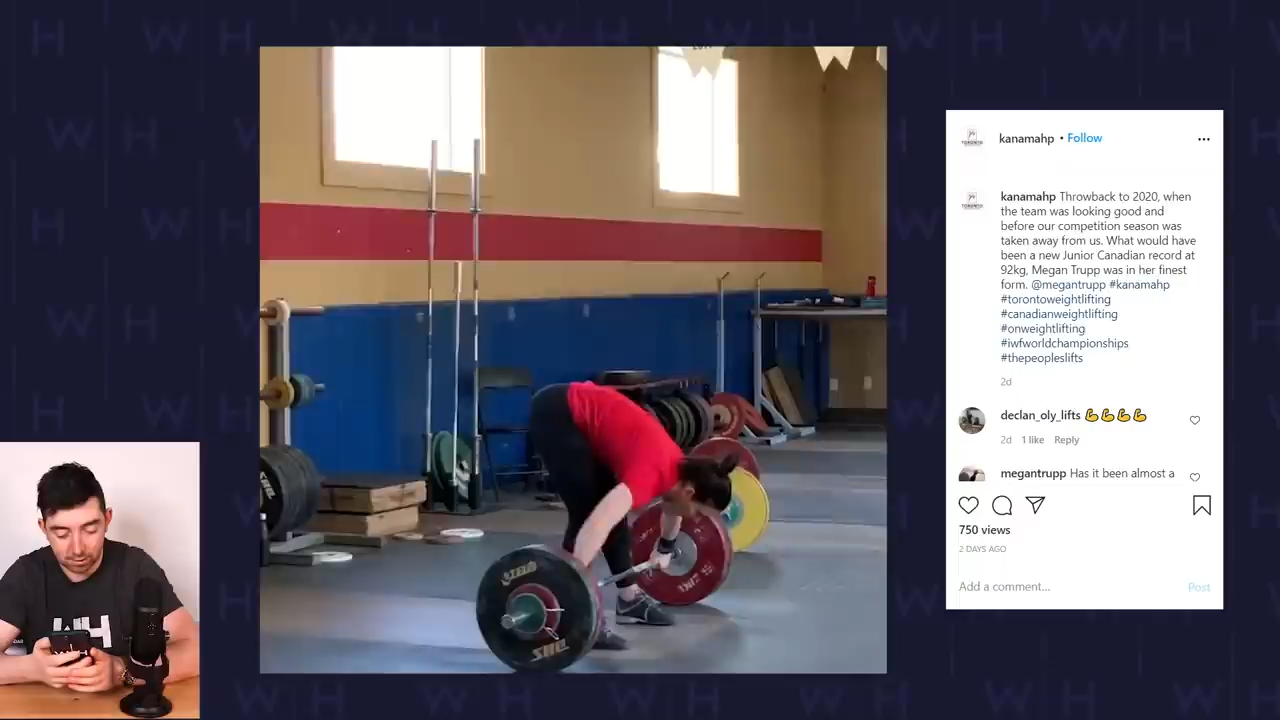 kanamahp • Follow
kanamahp Throwback to 2020, when
the team was looking good and
before our competition season was
taken away from us. What would have
been a new Junior Canadian record at
92kg, Megan Trupp was in her finest
form. @megantrupp #kanamahp
#torontoweightlifting
#canadianweightlifting
#onweightlifting
#iwfworldchampionships
#thepeopleslifts
2d
declan_oly_lifts 💪💪💪💪
2d 1 like Reply
megantrupp Has it been almost a
750 views
2 DAYS AGO
Add a comment... Post
WH